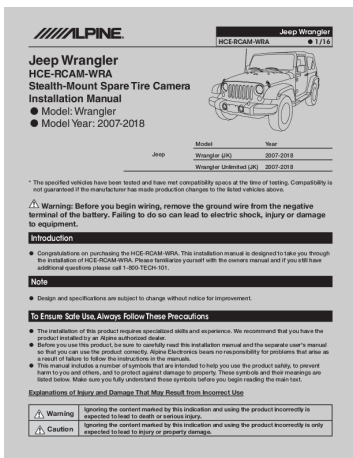 ALPINE.
Jeep Wrangler
HCE-RCAM-WRA ● 1/16
Jeep Wrangler
HCE-RCAM-WRA
Stealth-Mount Spare Tire Camera
Installation Manual
● Model: Wrangler
● Model Year: 2007-2018
Model Year
Jeep Wrangler (JK) 2007-2018
Wrangler Unlimited (JK) 2007-2018
* The specified vehicles have been tested and have met compatibility specs at the time of testing. Compatibility is
not guaranteed if the manufacturer has made production changes to the listed vehicles above.
Warning: Before you begin wiring, remove the ground wire from the negative
terminal of the battery. Failing to do so can lead to electric shock, injury or damage
to equipment.
Introduction
● Congratulations on purchasing the HCE-RCAM-WRA. This installation manual is designed to take you through
the installation of HCE-RCAM-WRA. Please familiarize yourself with the owners manual and if you still have
additional questions please call 1-800-TECH-101.
Note
● Design and specifications are subject to change without notice for improvement.
To Ensure Safe Use, Always Follow These Precautions
● The installation of this product requires specialized skills and experience. We recommend that you have the
product installed by an Alpine authorized dealer.
● Before you use this product, be sure to carefully read this installation manual and the separate user's manual
so that you can use the product correctly. Alpine Electronics bears no responsibility for problems that arise as
a result of failure to follow the instructions in the manuals.
● This manual includes a number of symbols that are intended to help you use the product safely, to prevent
harm to you and others, and to protect against damage to property. These symbols and their meanings are
listed below. Make sure you fully understand these symbols before you begin reading the main text.
Explanations of Injury and Damage That May Result from Incorrect Use
Warning Ignoring the content marked by this indication and using the product incorrectly is
expected to lead to death or serious injury.
Caution Ignoring the content marked by this indication and using the product incorrectly is only
expected to lead to injury or property damage.